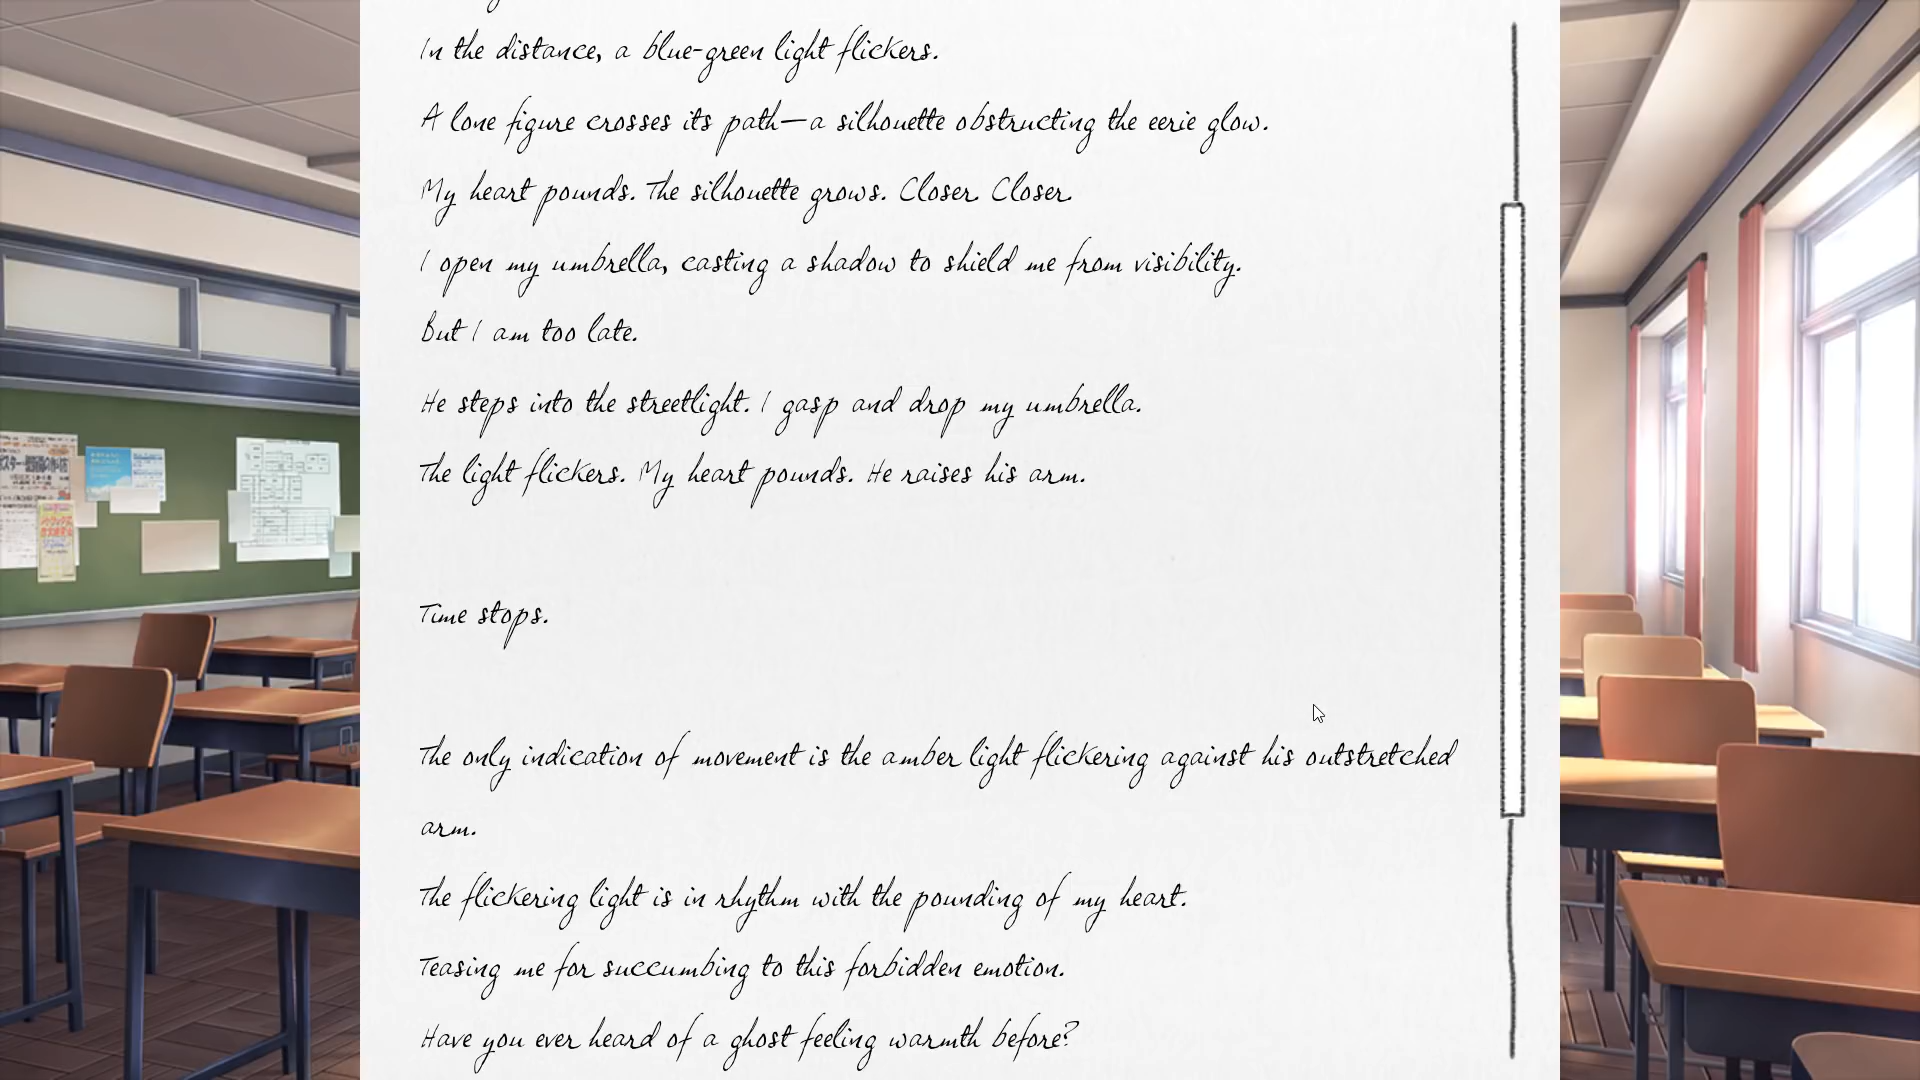 In the distance, a blue-green light flickers.
A lone figure crosses its path—a silhouette obstructing the eerie glow.
My heart pounds. The silhouette grows. Closer. Closer.
I open my umbrella, casting a shadow to shield me from visibility.
But I am too late.
He steps into the streetlight. I gasp and drop my umbrella.
The light flickers. My heart pounds. He raises his arm.
Time stops.
The only indication of movement is the amber light flickering against his outstretched
arm.
The flickering light is in rhythm with the pounding of my heart.
Teasing me for succumbing to this forbidden emotion.
Have you ever heard of a ghost feeling warmth before?